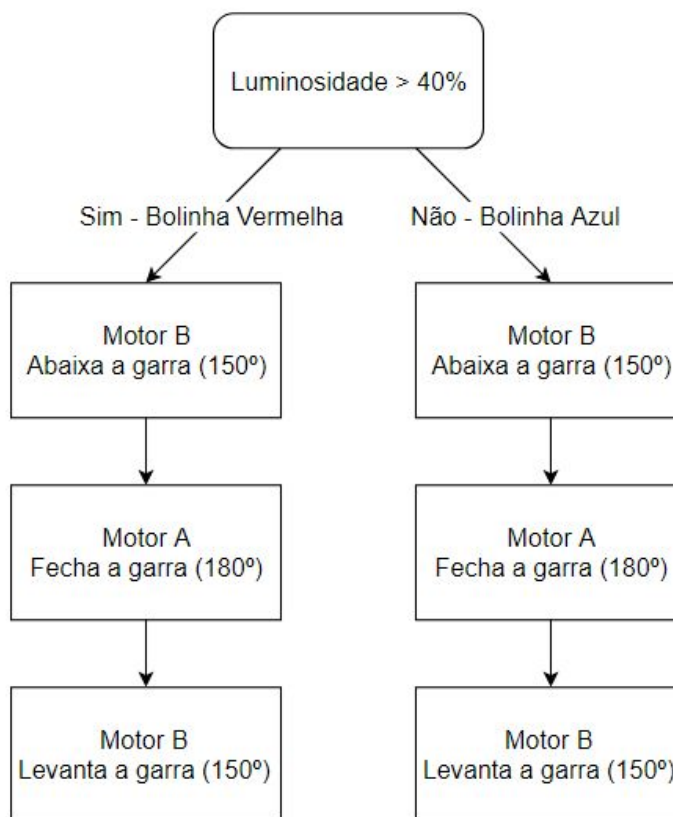 Luminosidade > 40%
Sim - Bolinha Vermelha
Não - Bolinha Azul
Motor B
Abaixa a garra (150º)
Motor B
Abaixa a garra (150º)
Motor A
Fecha a garra (180º)
Motor A
Fecha a garra (180º)
Motor B
Levanta a garra (150º)
Motor B
Levanta a garra (150º)